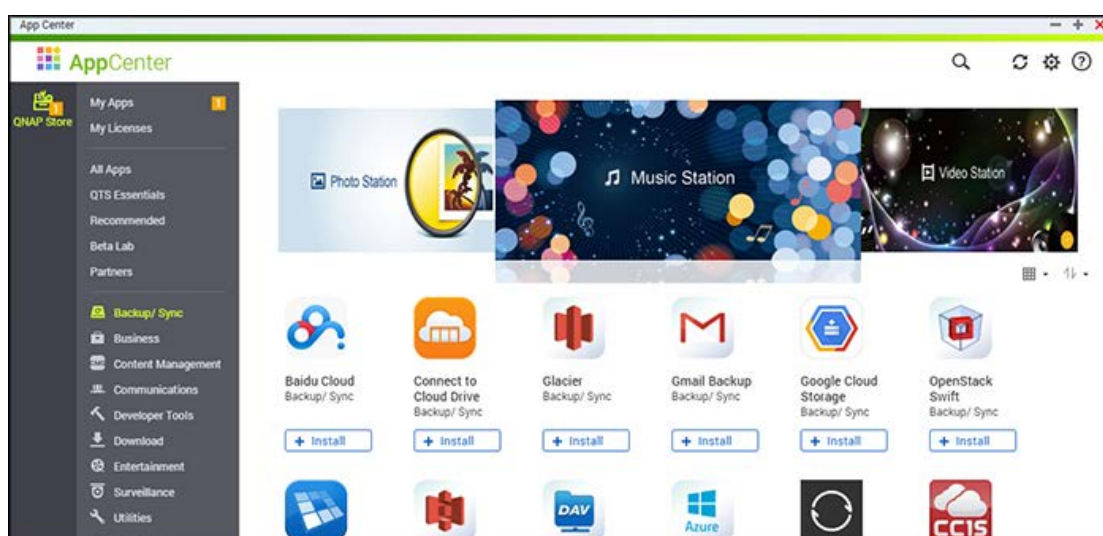 App Center
AppCenter
1
QNAP Store
My Apps 1
My Licenses
All Apps
QTS Essentials
Recommended
Beta Lab
Partners
Backup/ Sync
Business
Content Management
Communications
Developer Tools
Download
Entertainment
Surveillance
Utilities
Photo Station
Music Station
Video Station
Baidu Cloud
Backup/ Sync
+ Install
Connect to
Cloud Drive
Backup/ Sync
+ Install
Glacier
Backup/ Sync
+ Install
Gmail Backup
Backup/ Sync
+ Install
Google Cloud
Storage
Backup/ Sync
+ Install
OpenStack
Swift
Backup/ Sync
+ Install
DAV
Azure
CC1S